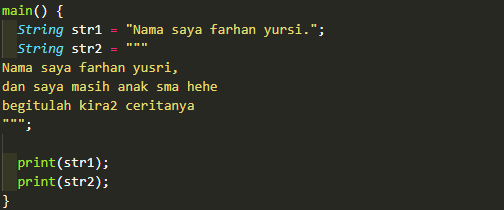 main() {
  String str1 = "Nama saya farhan yursi.";
  String str2 = """
Nama saya farhan yusri,
dan saya masih anak sma hehe
begitulah kira2 ceritanya
""";
  print(str1);
  print(str2);
}